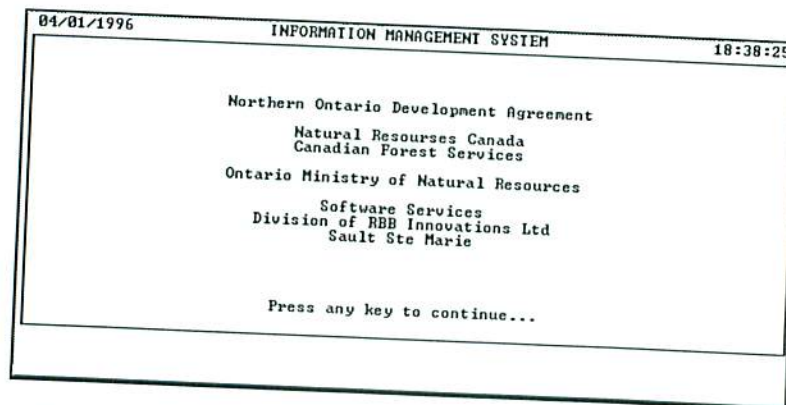 04/01/1996 INFORMATION MANAGEMENT SYSTEM 18:38:25
Northern Ontario Development Agreement
Natural Resourses Canada
Canadian Forest Services
Ontario Ministry of Natural Resources
Software Services
Division of RBB Innovations Ltd
Sault Ste Marie
Press any key to continue...